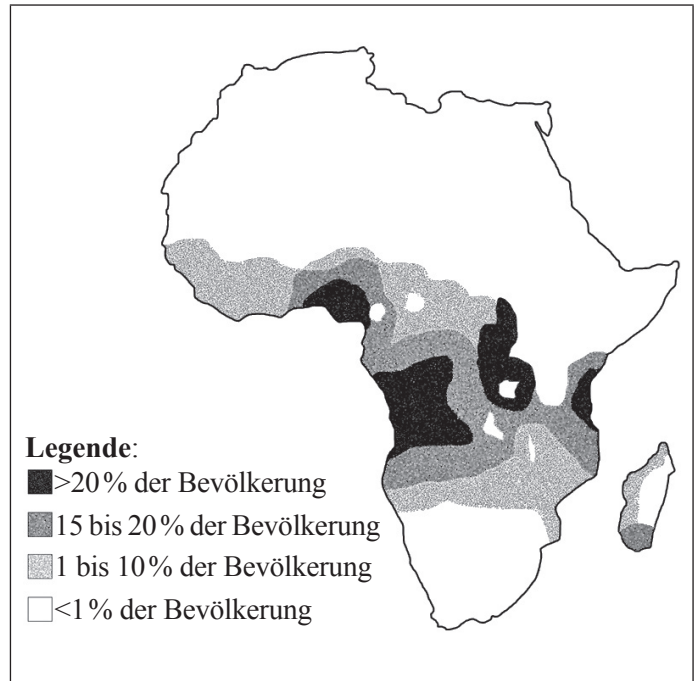 Legende:
>20 % der Bevölkerung
15 bis 20 % der Bevölkerung
1 bis 10 % der Bevölkerung
<1 % der Bevölkerung